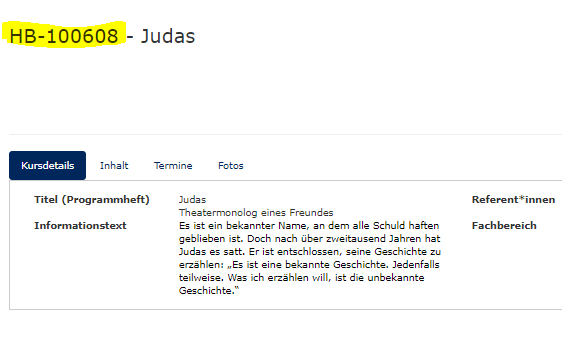 HB-100608 - Judas
Kursdetails Inhalt Termine Fotos
Titel (Programmheft) Judas Referent*innen
Theatermonolog eines Freundes
Informationstext Es ist ein bekannter Name, an dem alle Schuld haften Fachbereich
geblieben ist. Doch nach über zweitausend Jahren hat
Judas es satt. Er ist entschlossen, seine Geschichte zu
erzählen: „Es ist eine bekannte Geschichte. Jedenfalls
teilweise. Was ich erzählen will, ist die unbekannte
Geschichte.“